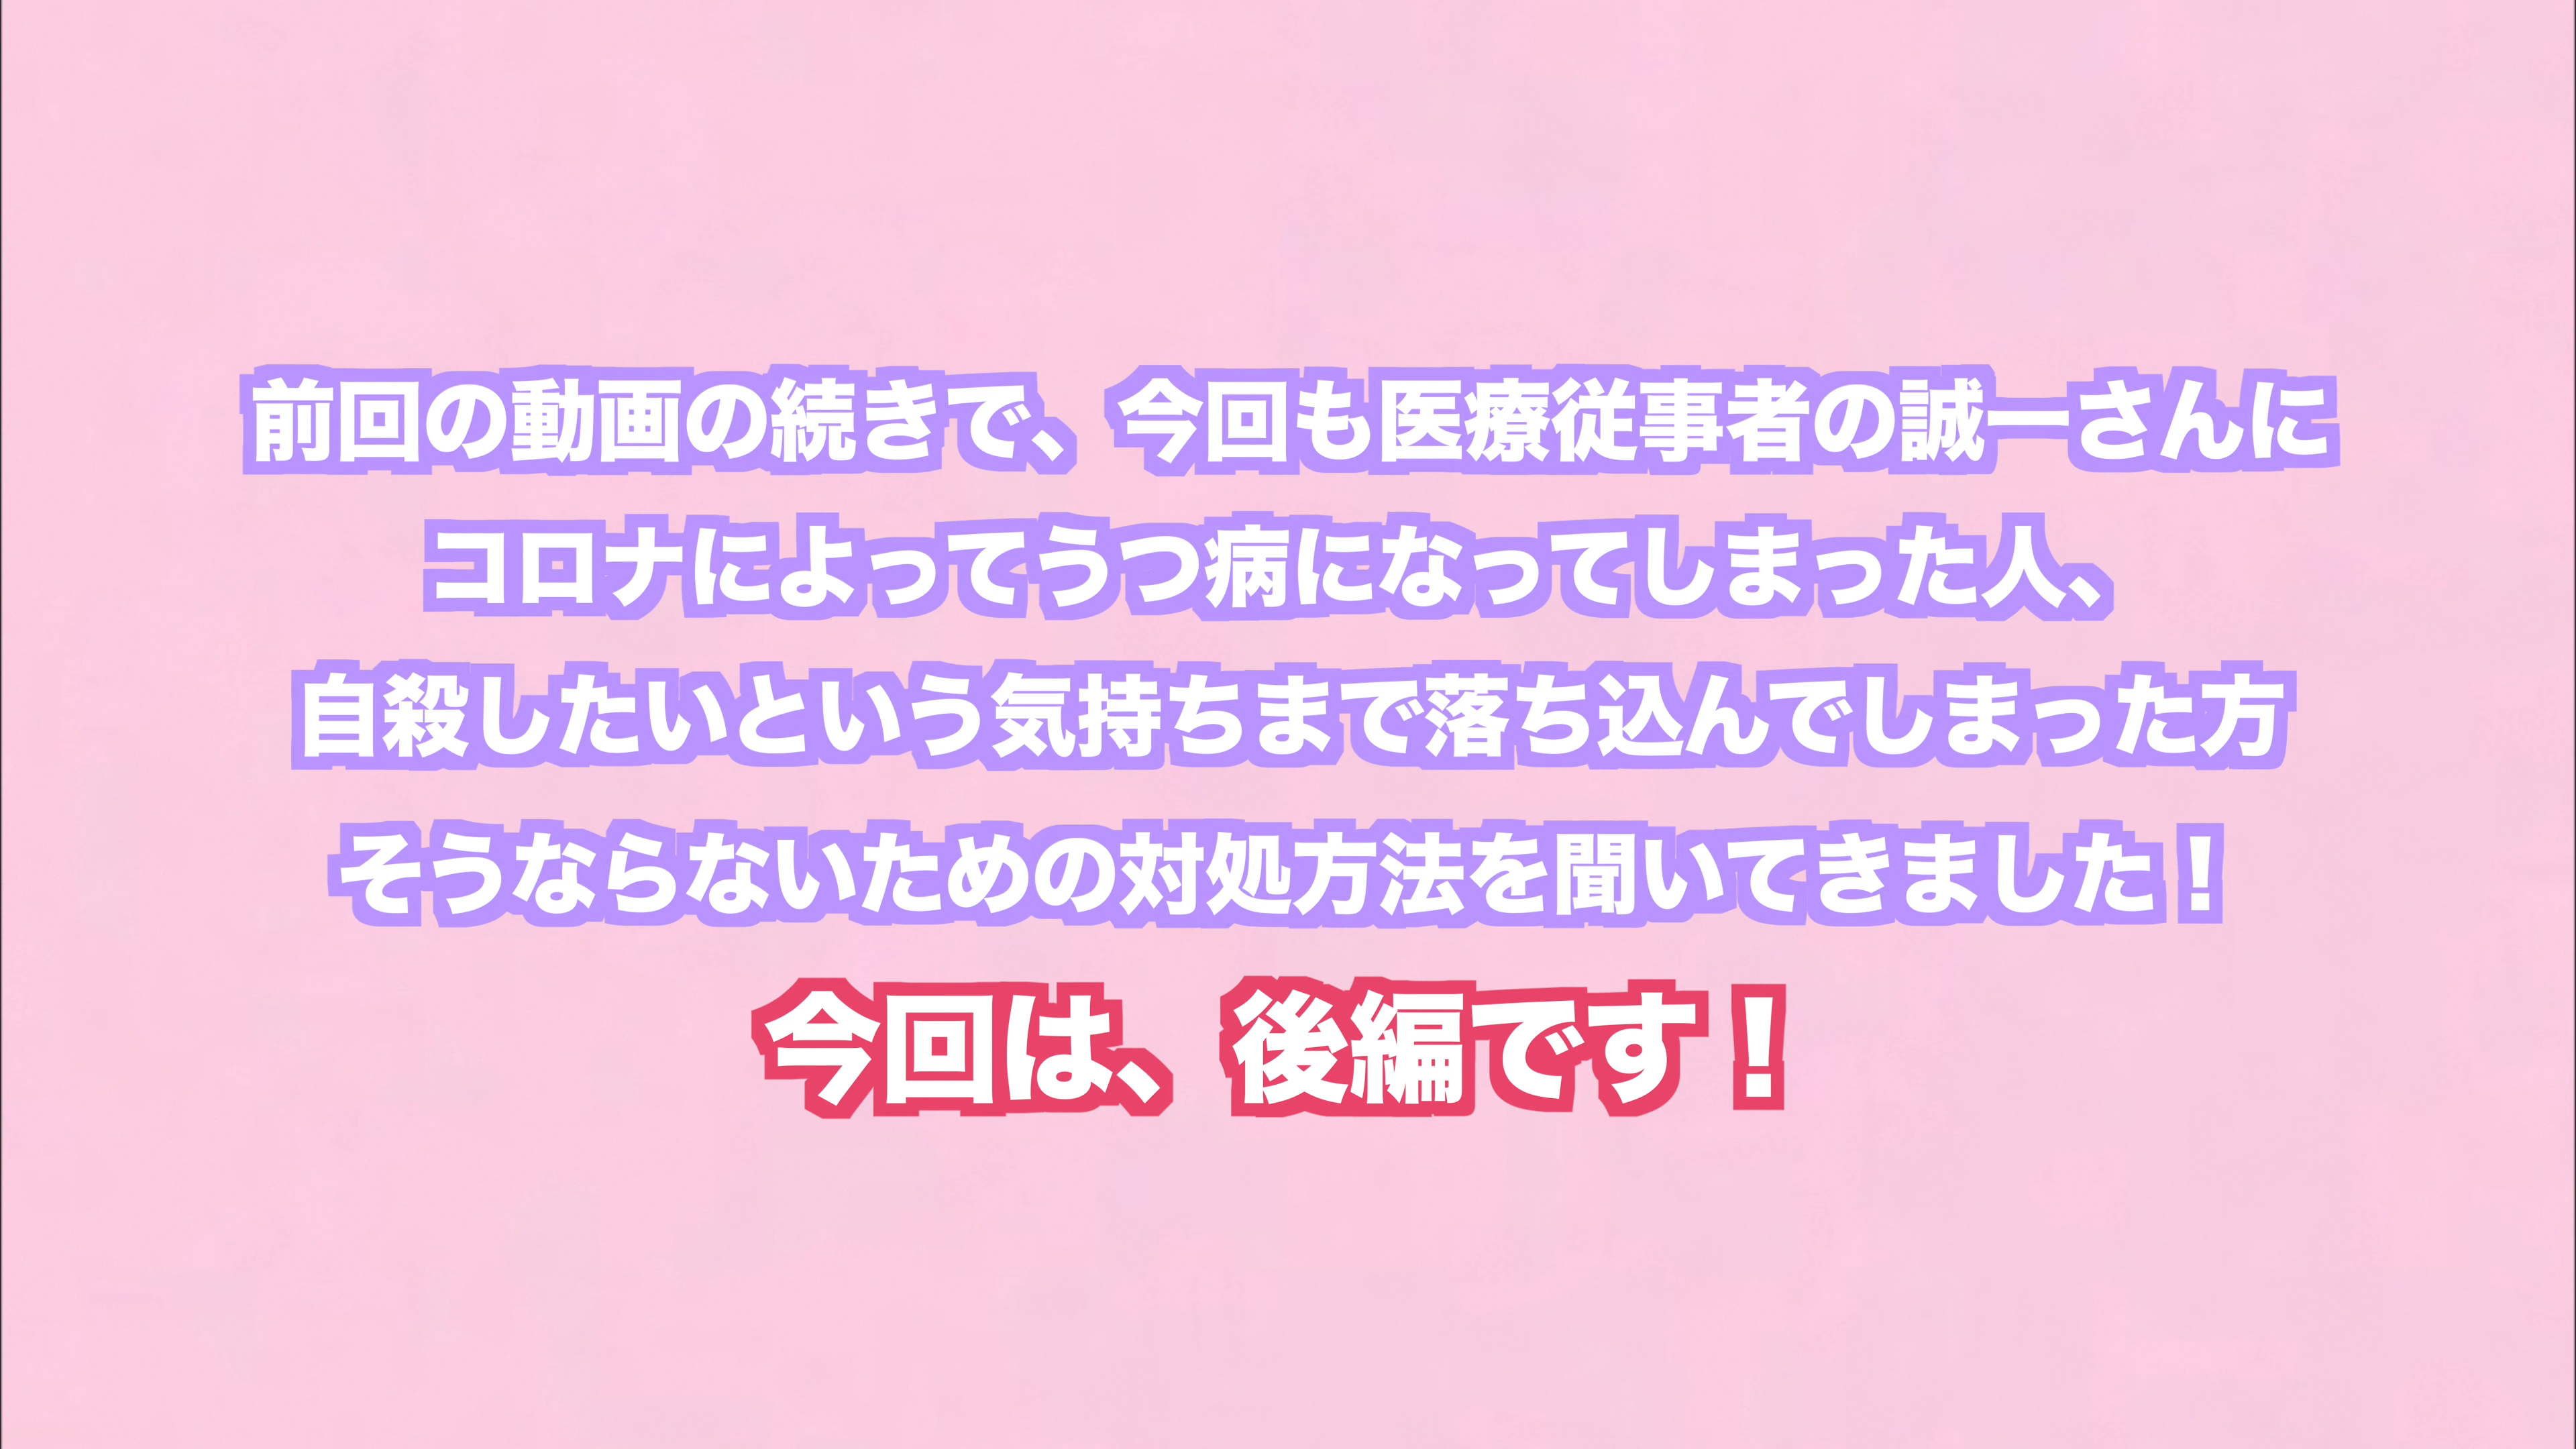 前回の動画の続きで、今回も医療従事者の誠一さんに
コロナによってうつ病になってしまった人、
自殺したいという気持ちまで落ち込んでしまった方
そうならないための対処方法を聞いてきました！
今回は、後編です！